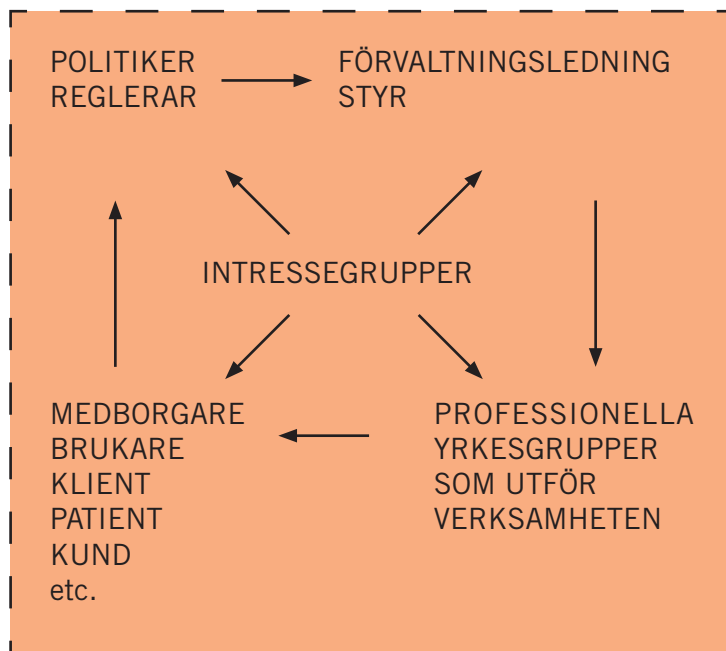 POLITIKER
REGLERAR
FÖRVALTNINGSLEDNING
STYR
INTRESSEGRUPPER
MEDBORGARE
BRUKARE
KLIENT
PATIENT
KUND
etc.
PROFESSIONELLA
YRKESGRUPPER
SOM UTFÖR
VERKSAMHETEN